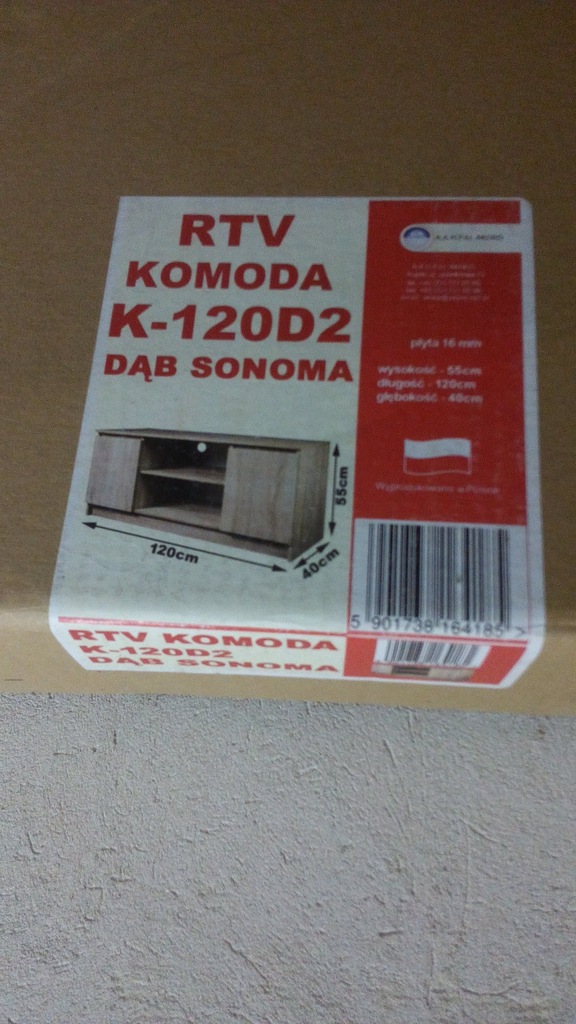 RTV
KOMODA
K-120D2
DĄB SONOMA
55cm
120cm
40cm
płyta 16 mm
wysokość - 55cm
długość - 120cm
głębokość - 40cm
Wyprodukowano w Polsce
5 901738 164185 >
RTV KOMODA
K-120D2
DĄB SONOMA